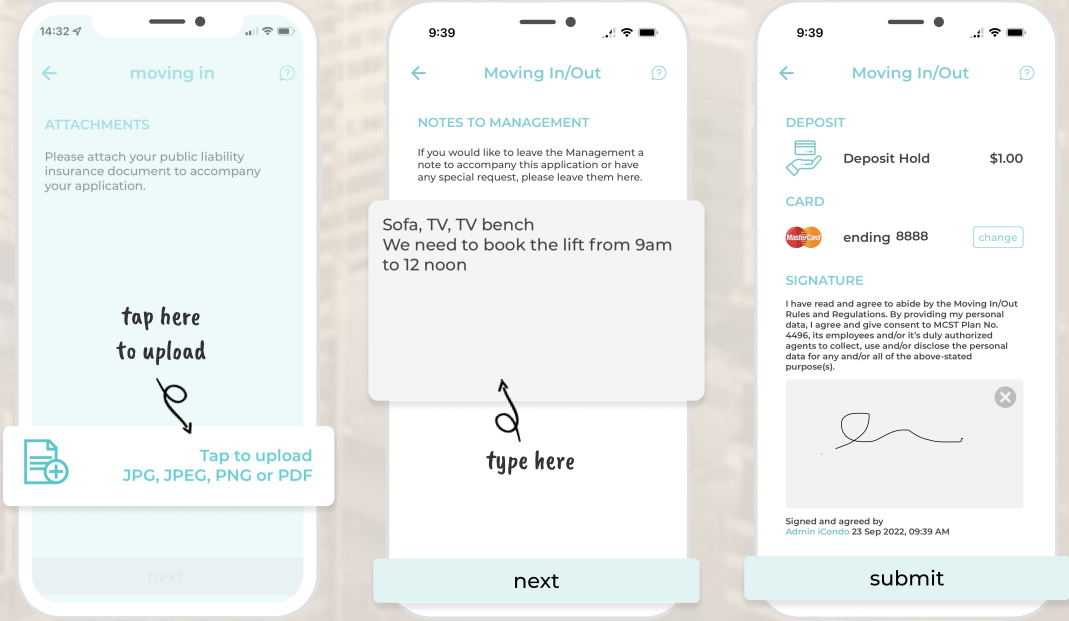 14:32
moving in
ATTACHMENTS
Please attach your public liability
insurance document to accompany
your application.
tap here
to upload
Tap to upload
JPG, JPEG, PNG or PDF
next
9:39
Moving In/Out
NOTES TO MANAGEMENT
If you would like to leave the Management a
note to accompany this application or have
any special request, please leave them here.
Sofa, TV, TV bench
We need to book the lift from 9am
to 12 noon
type here
next
9:39
Moving In/Out
DEPOSIT
Deposit Hold $1.00
CARD
MasterCard ending 8888 change
SIGNATURE
I have read and agree to abide by the Moving In/Out
Rules and Regulations. By providing my personal
data, I agree and give consent to MCST Plan No.
4496, its employees and/or it's duly authorized
agents to collect, use and/or disclose the personal
data for any and/or all of the above-stated
purpose(s).
Signed and agreed by
Admin iCondo 23 Sep 2022, 09:39 AM
submit